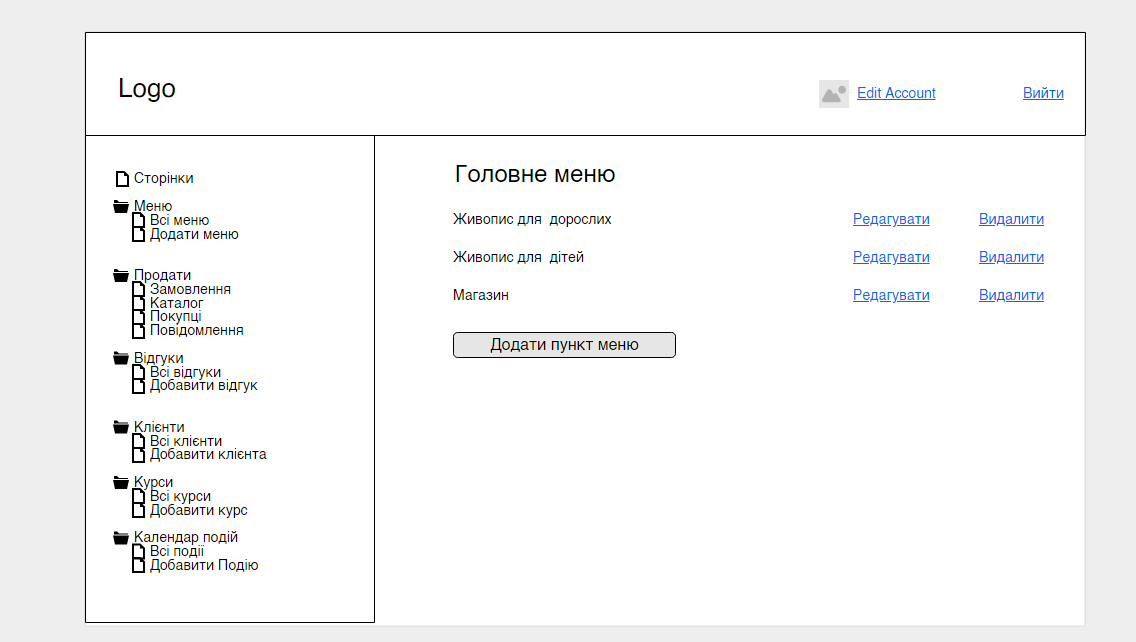 Logo
Edit Account
Вийти
Сторінки
Меню
Всі меню
Додати меню
Продати
Замовлення
Каталог
Покупці
Повідомлення
Відгуки
Всі відгуки
Добавити відгук
Клієнти
Всі клієнти
Добавити клієнта
Курси
Всі курси
Добавити курс
Календар подій
Всі події
Добавити Подію
Головне меню
Живопис для дорослих Редагувати Видалити
Живопис для дітей Редагувати Видалити
Магазин Редагувати Видалити
Додати пункт меню